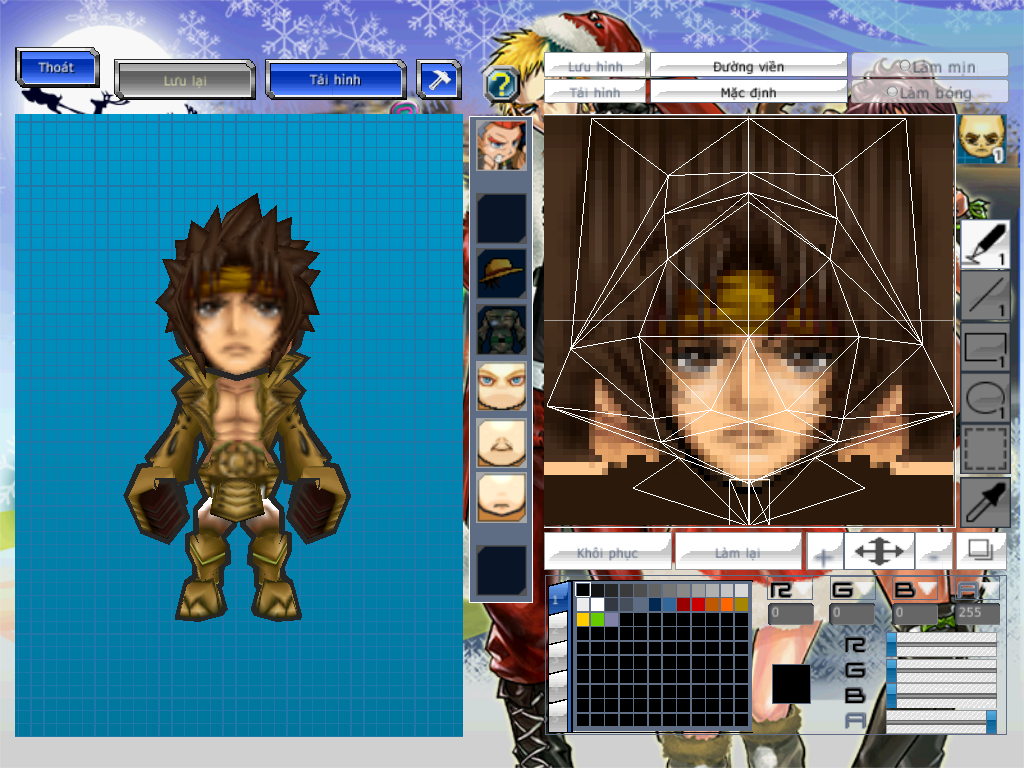 Thoát
Lưu lại
Tải hình
?
Lưu hình
Đường viền
Làm mịn
Tải hình
Mặc định
Làm bóng
1
1
1
1
1
Khôi phục
Làm lại
+
-
1
R
G
B
A
0
0
0
255
R
G
B
A